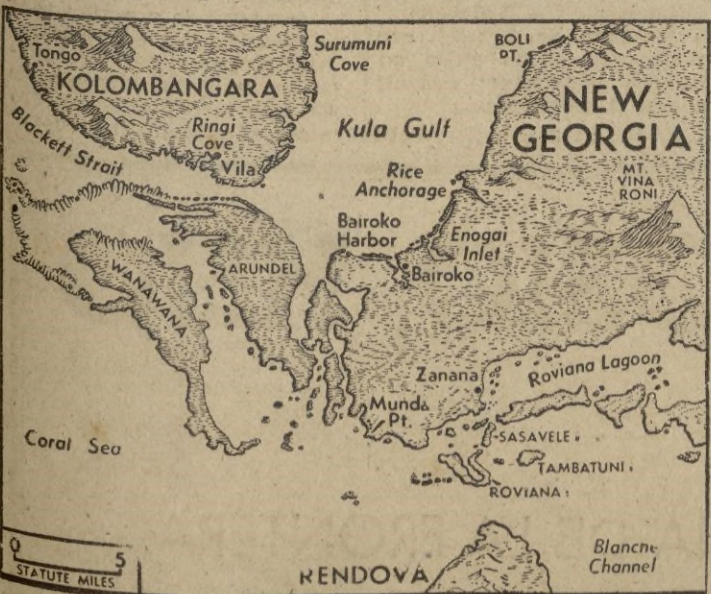 Tongo
KOLOMBANGARA
Surumuni
Cove
BOLI
PT.
NEW
GEORGIA
Kula Gulf
Ringi
Cove
Vila
Blackett Strait
Rice
Anchorage
MT.
VINA
RONI
Bairoko
Harbor
Enogai
Inlet
Bairoko
ARUNDEL
WANAWANA
Zanana
Roviana Lagoon
Munda
Pt.
Coral Sea
SASAVELE
TAMBATUNI
ROVIANA
0 5
STATUTE MILES
RENDOVA
Blanche
Channel